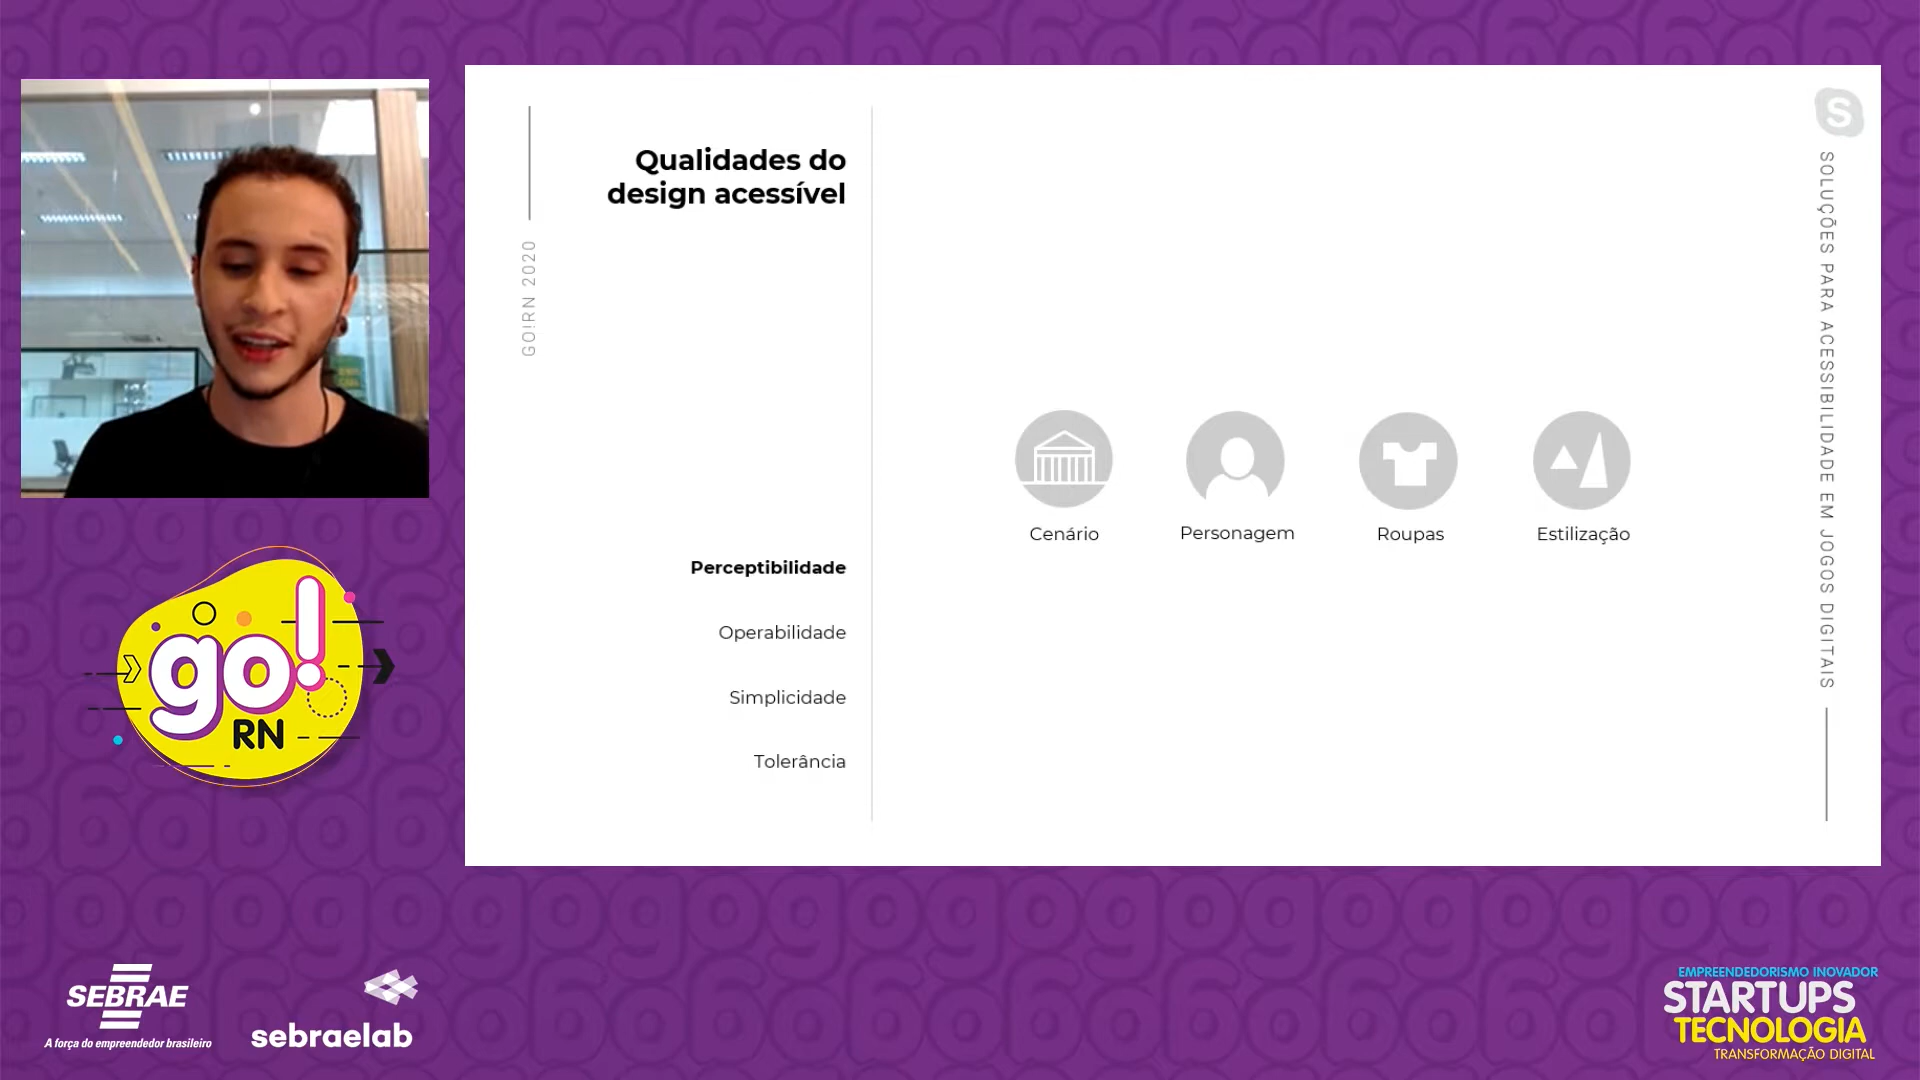 Qualidades do
design acessível
GO!RN 2020
Perceptibilidade
Operabilidade
Simplicidade
Tolerância
Cenário
Personagem
Roupas
Estilização
S
SOLUÇÕES PARA ACESSIBILIDADE EM JOGOS DIGITAIS
go!
RN
SEBRAE
A força do empreendedor brasileiro
sebraelab
EMPREENDEDORISMO INOVADOR
STARTUPS
TECNOLOGIA
TRANSFORMAÇÃO DIGITAL